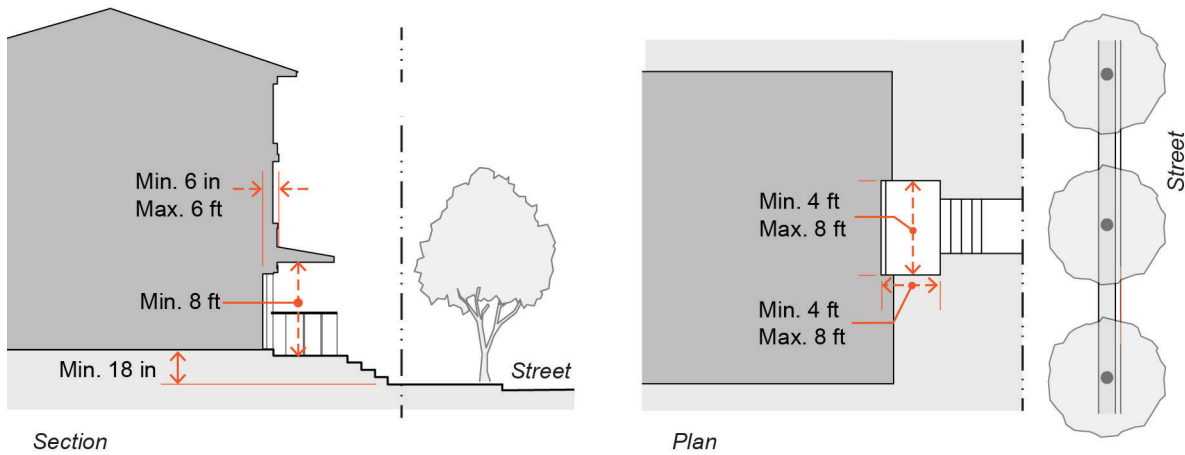 Min. 6 in
Max. 6 ft
Min. 8 ft
Min. 18 in
Street
Section
Min. 4 ft
Max. 8 ft
Min. 4 ft
Max. 8 ft
Street
Plan